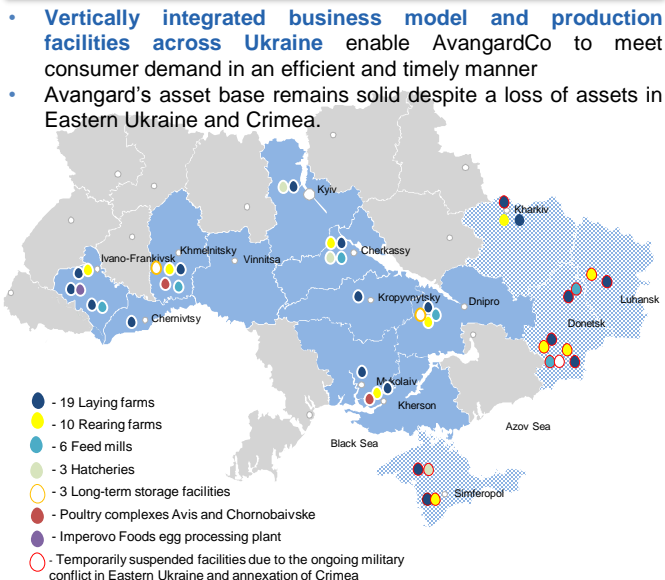 • Vertically integrated business model and production
facilities across Ukraine enable AvangardCo to meet
consumer demand in an efficient and timely manner
• Avangard's asset base remains solid despite a loss of assets in
Eastern Ukraine and Crimea.
Kyiv
Kharkiv
Ivano-Frankivsk
Khmelnitsky
Vinnitsa
Cherkassy
Kropyvnytsky
Dnipro
Luhansk
Donetsk
Chernivtsy
Mykolaiv
Kherson
Black Sea
Azov Sea
Simferopol
- 19 Laying farms
- 10 Rearing farms
- 6 Feed mills
- 3 Hatcheries
- 3 Long-term storage facilities
- Poultry complexes Avis and Chornobaivske
- Imperovo Foods egg processing plant
- Temporarily suspended facilities due to the ongoing military
conflict in Eastern Ukraine and annexation of Crimea